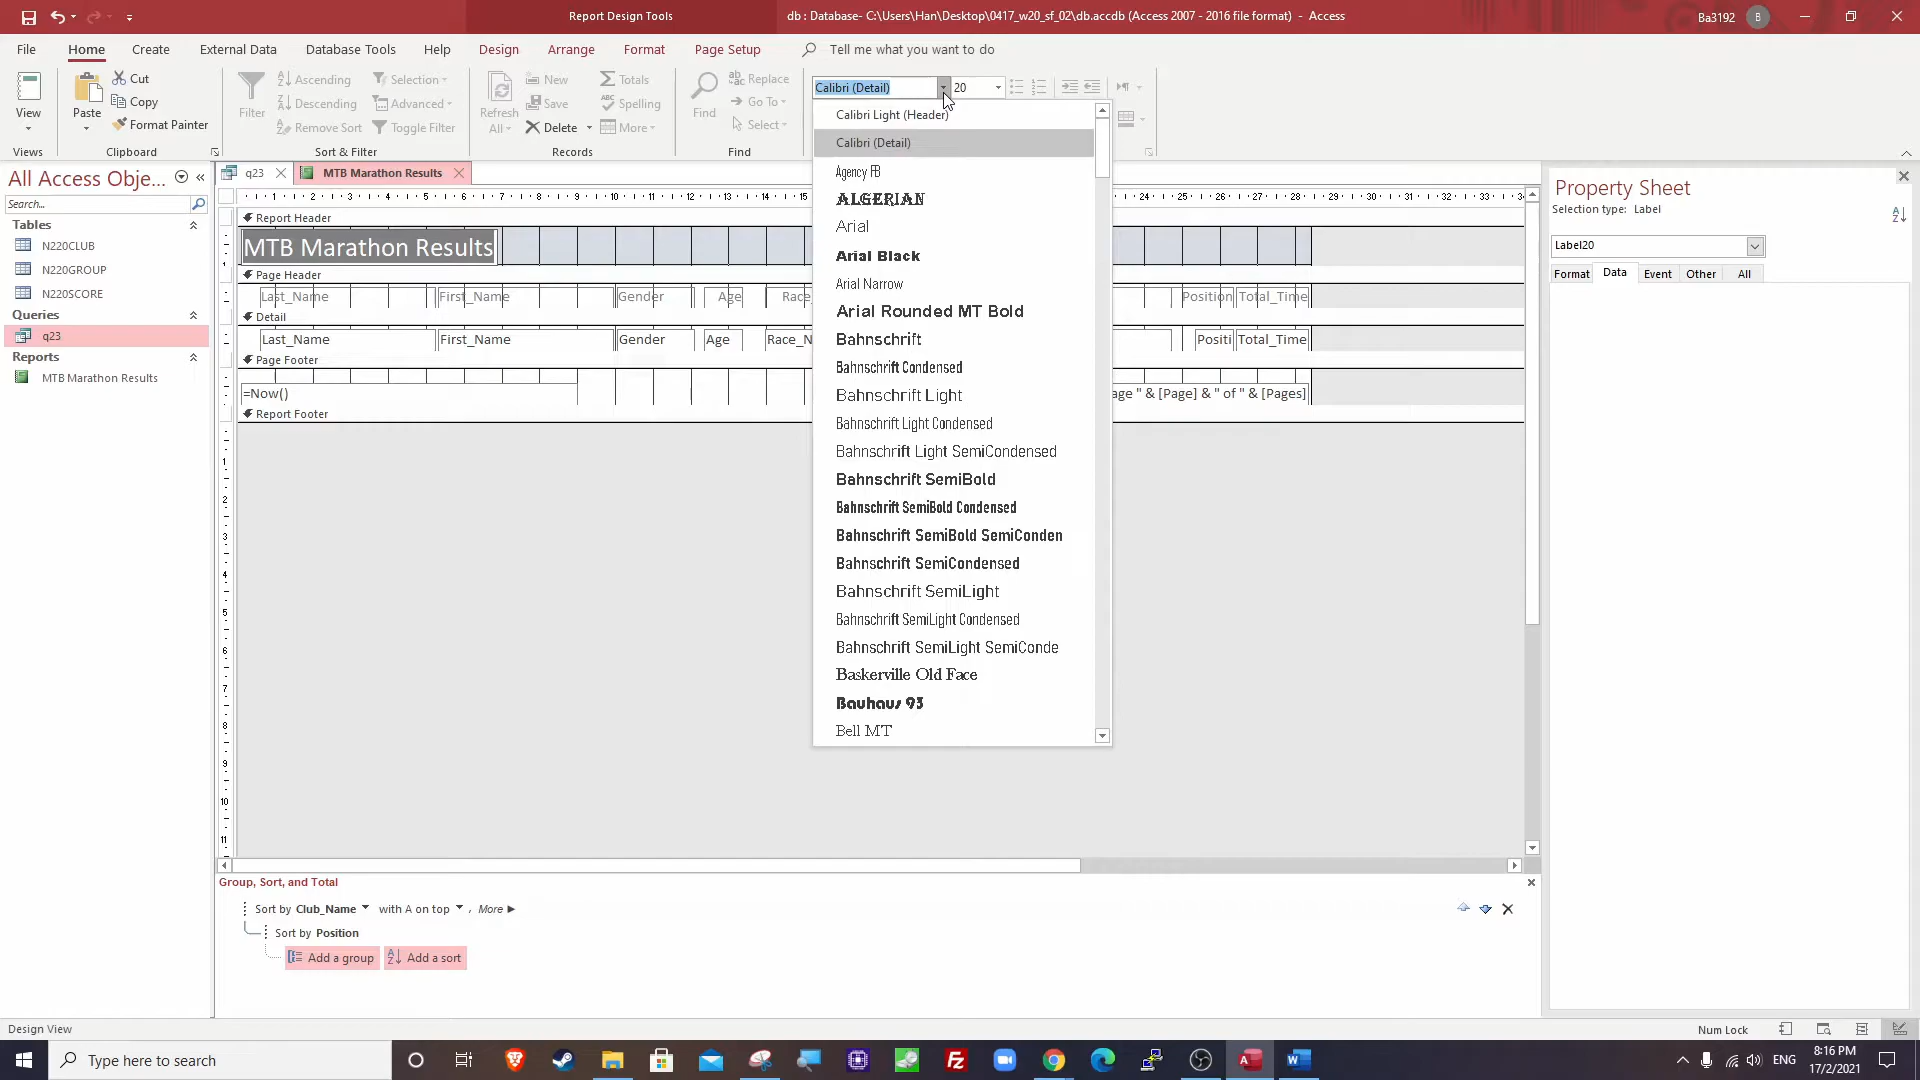 Report Design Tools
db : Database- C:\Users\Han\Desktop\0417_w20_sf_02\db.accdb (Access 2007 - 2016 file format) - Access
Ba3192
B
File Home Create External Data Database Tools Help Design Arrange Format Page Setup Tell me what you want to do
View
Views
Paste
Cut
Copy
Format Painter
Clipboard
Filter
Ascending
Descending
Remove Sort
Selection
Advanced
Toggle Filter
Sort & Filter
Refresh
All
New
Save
Delete
Totals
Spelling
More
Records
Find
Replace
Go To
Select
Find
Calibri (Detail)
20
Calibri Light (Header)
Calibri (Detail)
Agency FB
ALGERIAN
Arial
Arial Black
Arial Narrow
Arial Rounded MT Bold
Bahnschrift
Bahnschrift Condensed
Bahnschrift Light
Bahnschrift Light Condensed
Bahnschrift Light SemiCondensed
Bahnschrift SemiBold
Bahnschrift SemiBold Condensed
Bahnschrift SemiBold SemiConden
Bahnschrift SemiCondensed
Bahnschrift SemiLight
Bahnschrift SemiLight Condensed
Bahnschrift SemiLight SemiConde
Baskerville Old Face
Bauhaus 93
Bell MT
All Access Obje...
Search...
Tables
N220CLUB
N220GROUP
N220SCORE
Queries
q23
Reports
MTB Marathon Results
q23
MTB Marathon Results
Report Header
MTB Marathon Results
Page Header
Last_Name First_Name Gender Age Race_ Position Total_Time
Detail
Last_Name First_Name Gender Age Race_N Positi Total_Time
Page Footer
=Now()
age " & [Page] & " of " & [Pages]
Report Footer
Property Sheet
Selection type: Label
Label20
Format Data Event Other All
Group, Sort, and Total
Sort by Club_Name with A on top , More
Sort by Position
Add a group
Add a sort
Design View
Num Lock
Type here to search
ENG
8:16 PM
17/2/2021